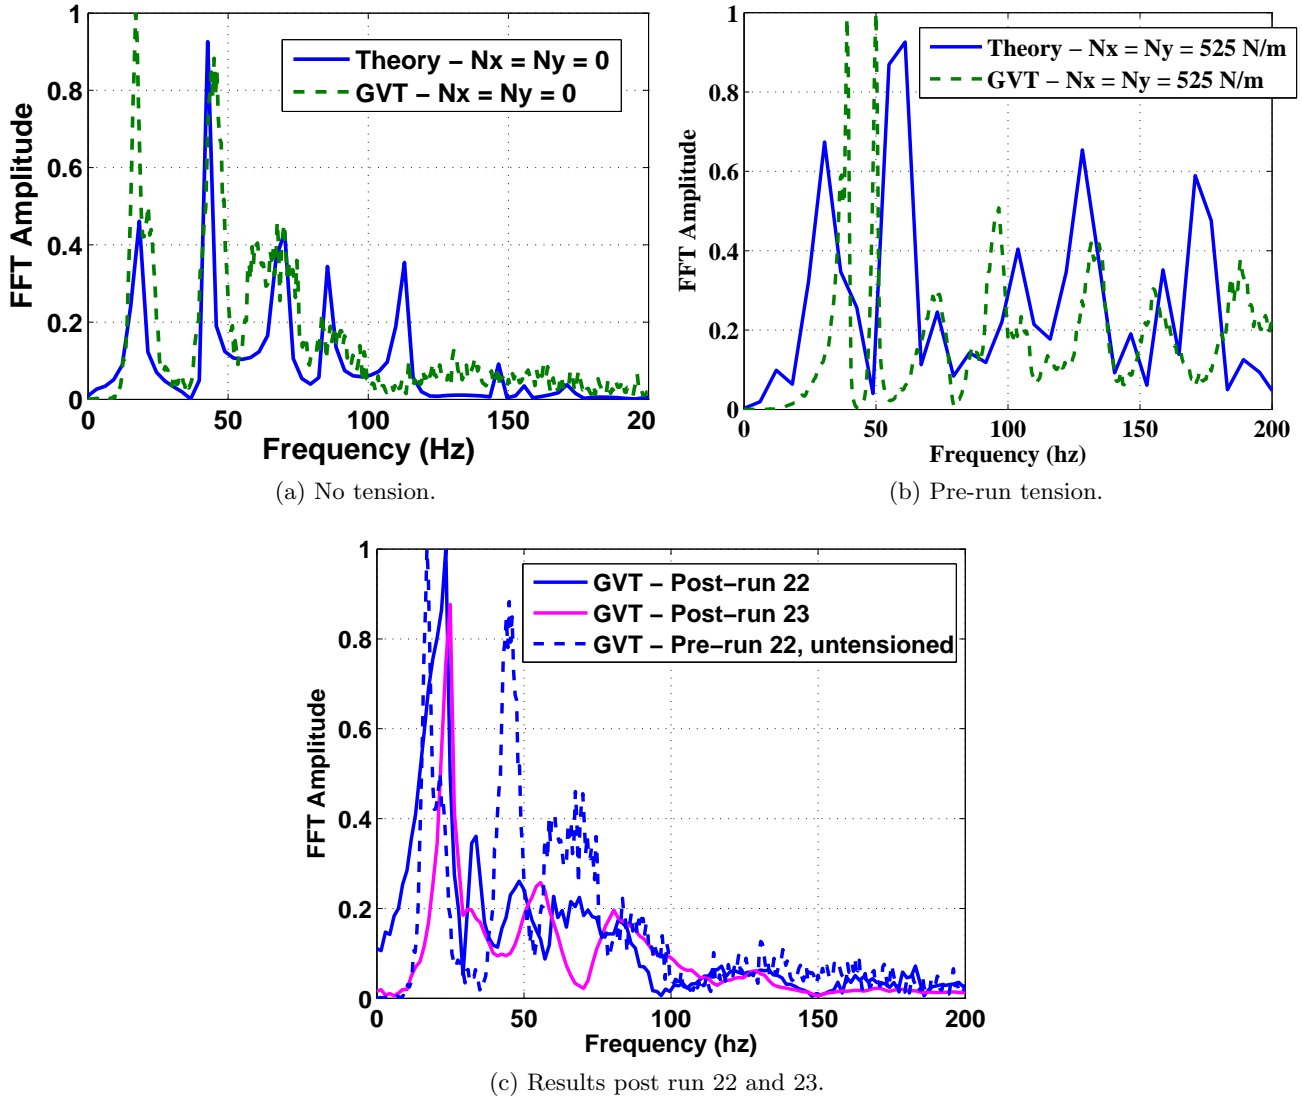 1
0.8
0.6
0.4
0.2
0
FFT Amplitude
Theory – Nx = Ny = 0
GVT – Nx = Ny = 0
0 50 100 150 200
Frequency (Hz)
(a) No tension.
1
0.8
0.6
0.4
0.2
0
FFT Amplitude
Theory – Nx = Ny = 525 N/m
GVT – Nx = Ny = 525 N/m
0 50 100 150 200
Frequency (hz)
(b) Pre-run tension.
1
0.8
0.6
0.4
0.2
0
FFT Amplitude
GVT – Post–run 22
GVT – Post–run 23
GVT – Pre–run 22, untensioned
0 50 100 150 200
Frequency (hz)
(c) Results post run 22 and 23.